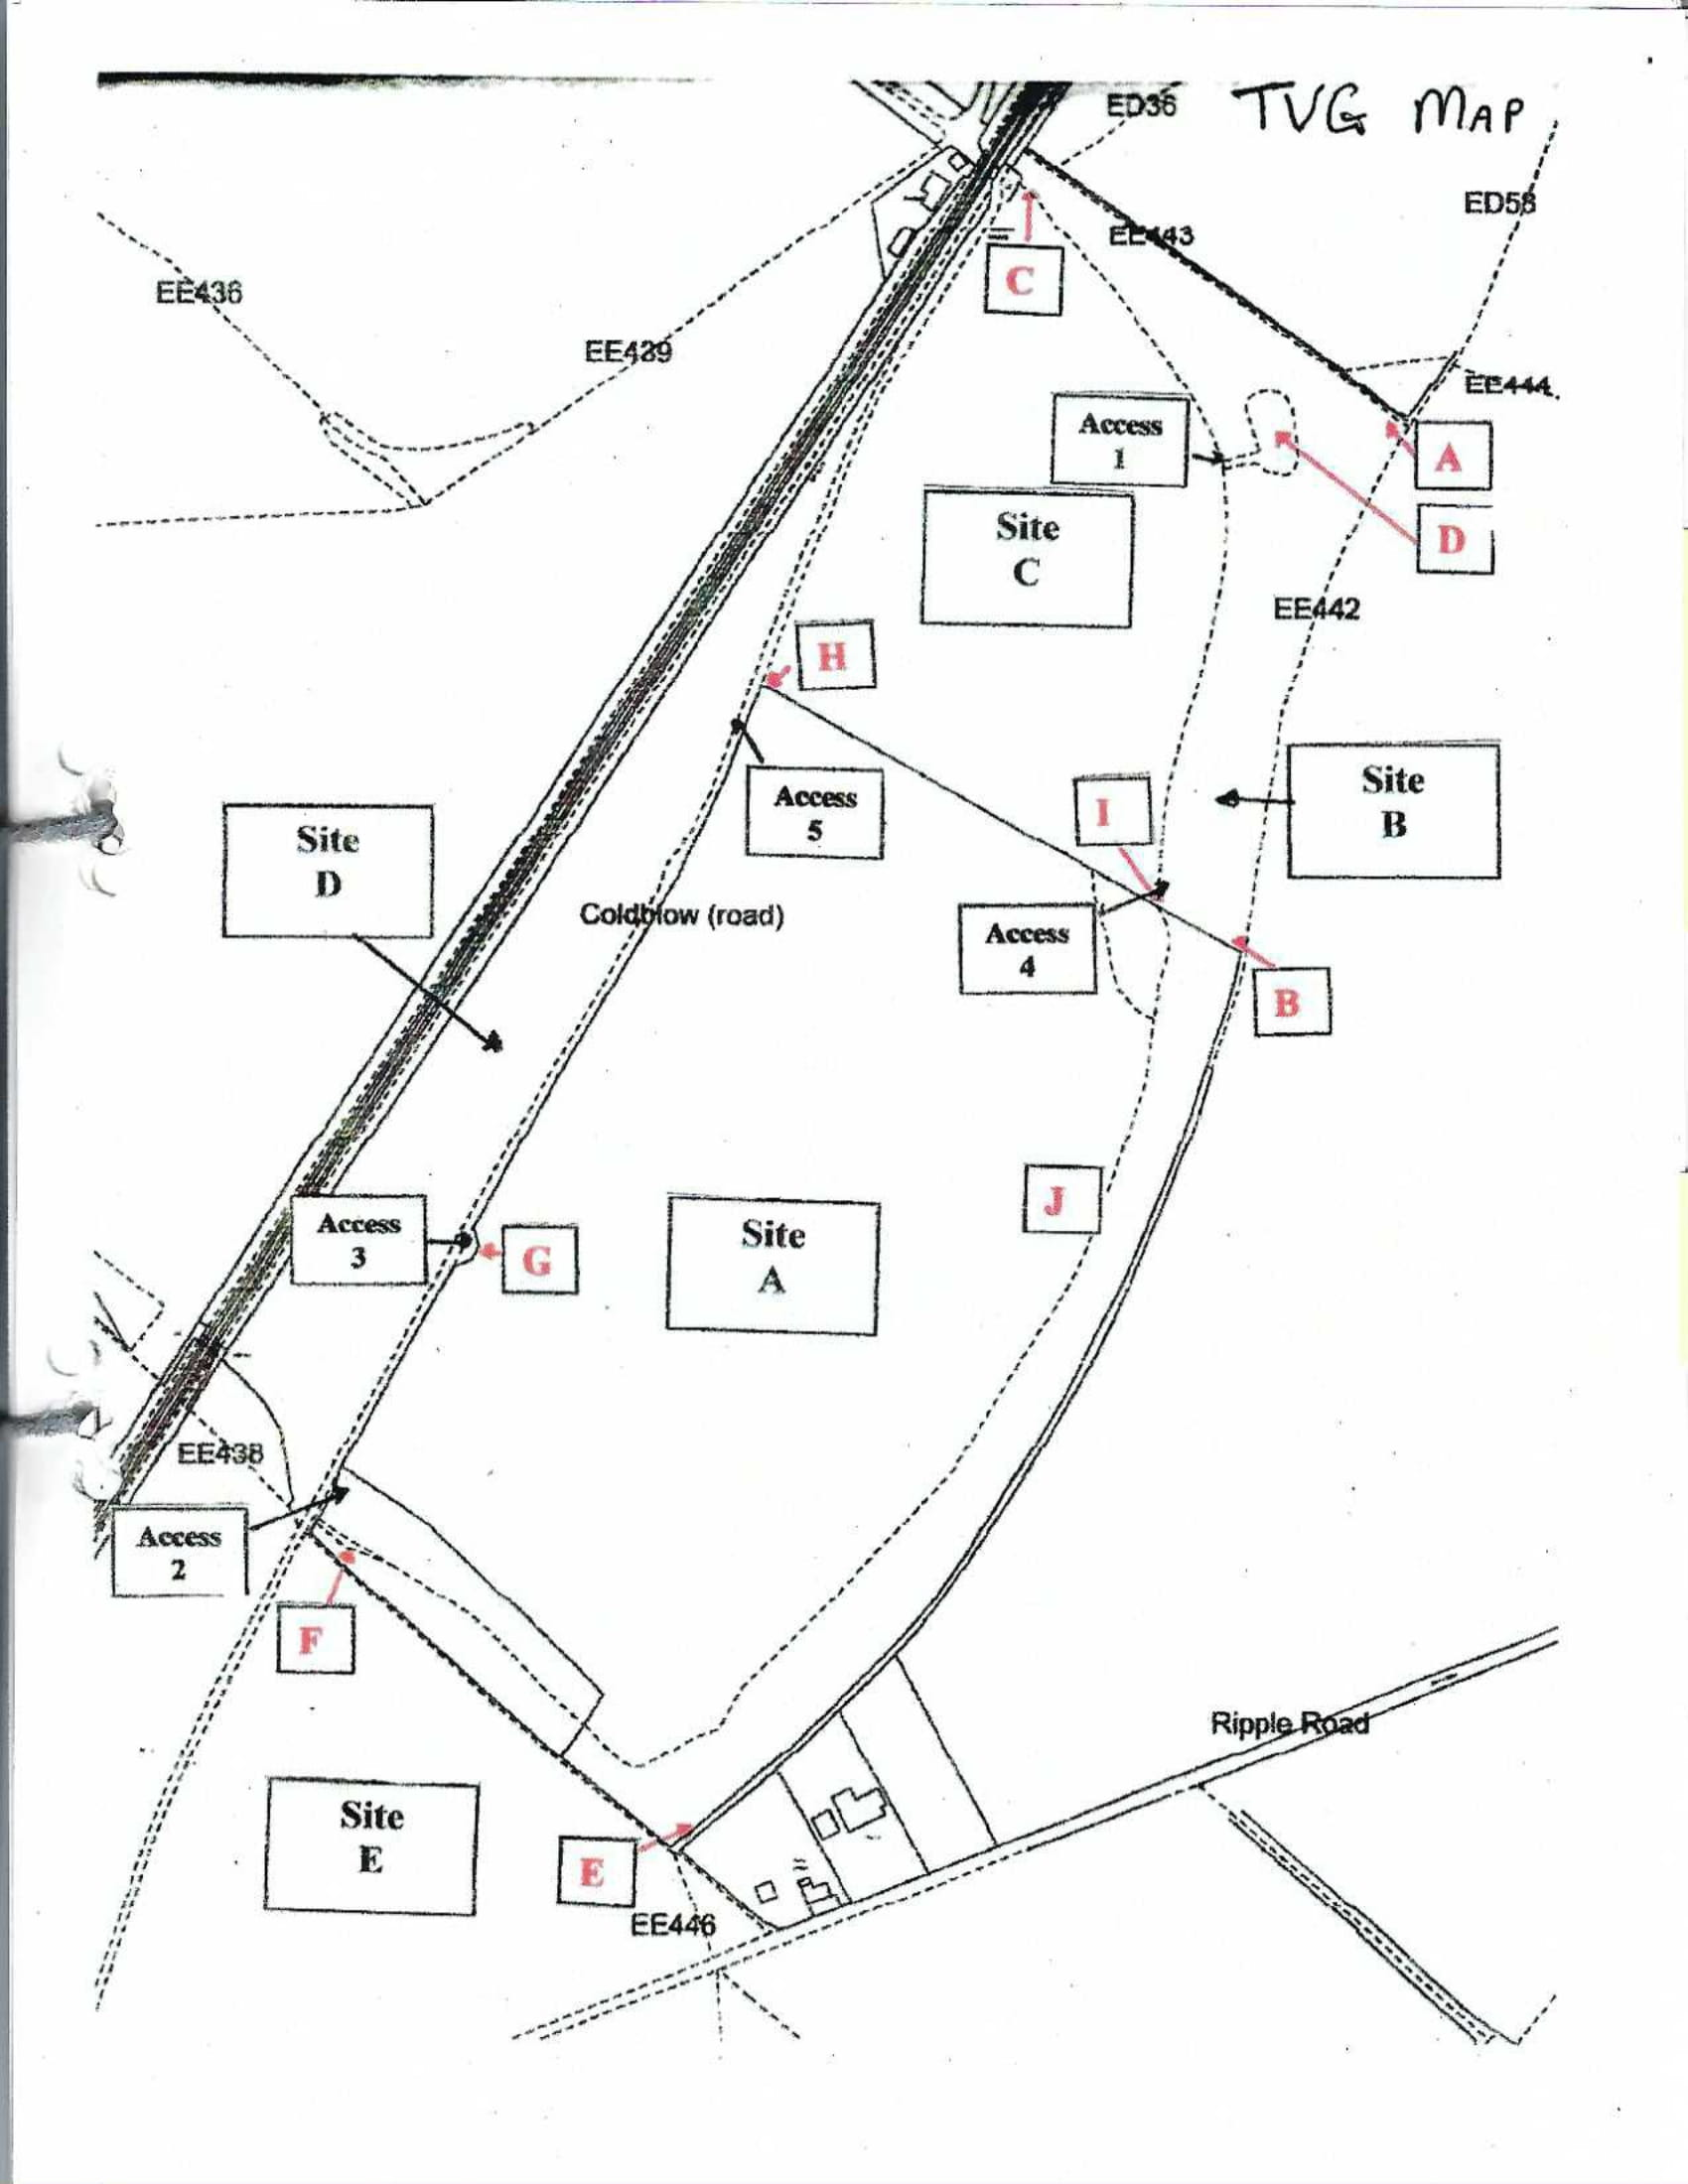 ED36
TVG MAP
ED58
EE443
C
EE436
EE439
EE444
Access
1
A
Site
C
D
EE442
H
Site
B
Access
5
I
Site
D
Coldblow (road)
Access
4
B
J
Access
3
G
Site
A
EE438
Access
2
F
Ripple Road
Site
E
E
EE446